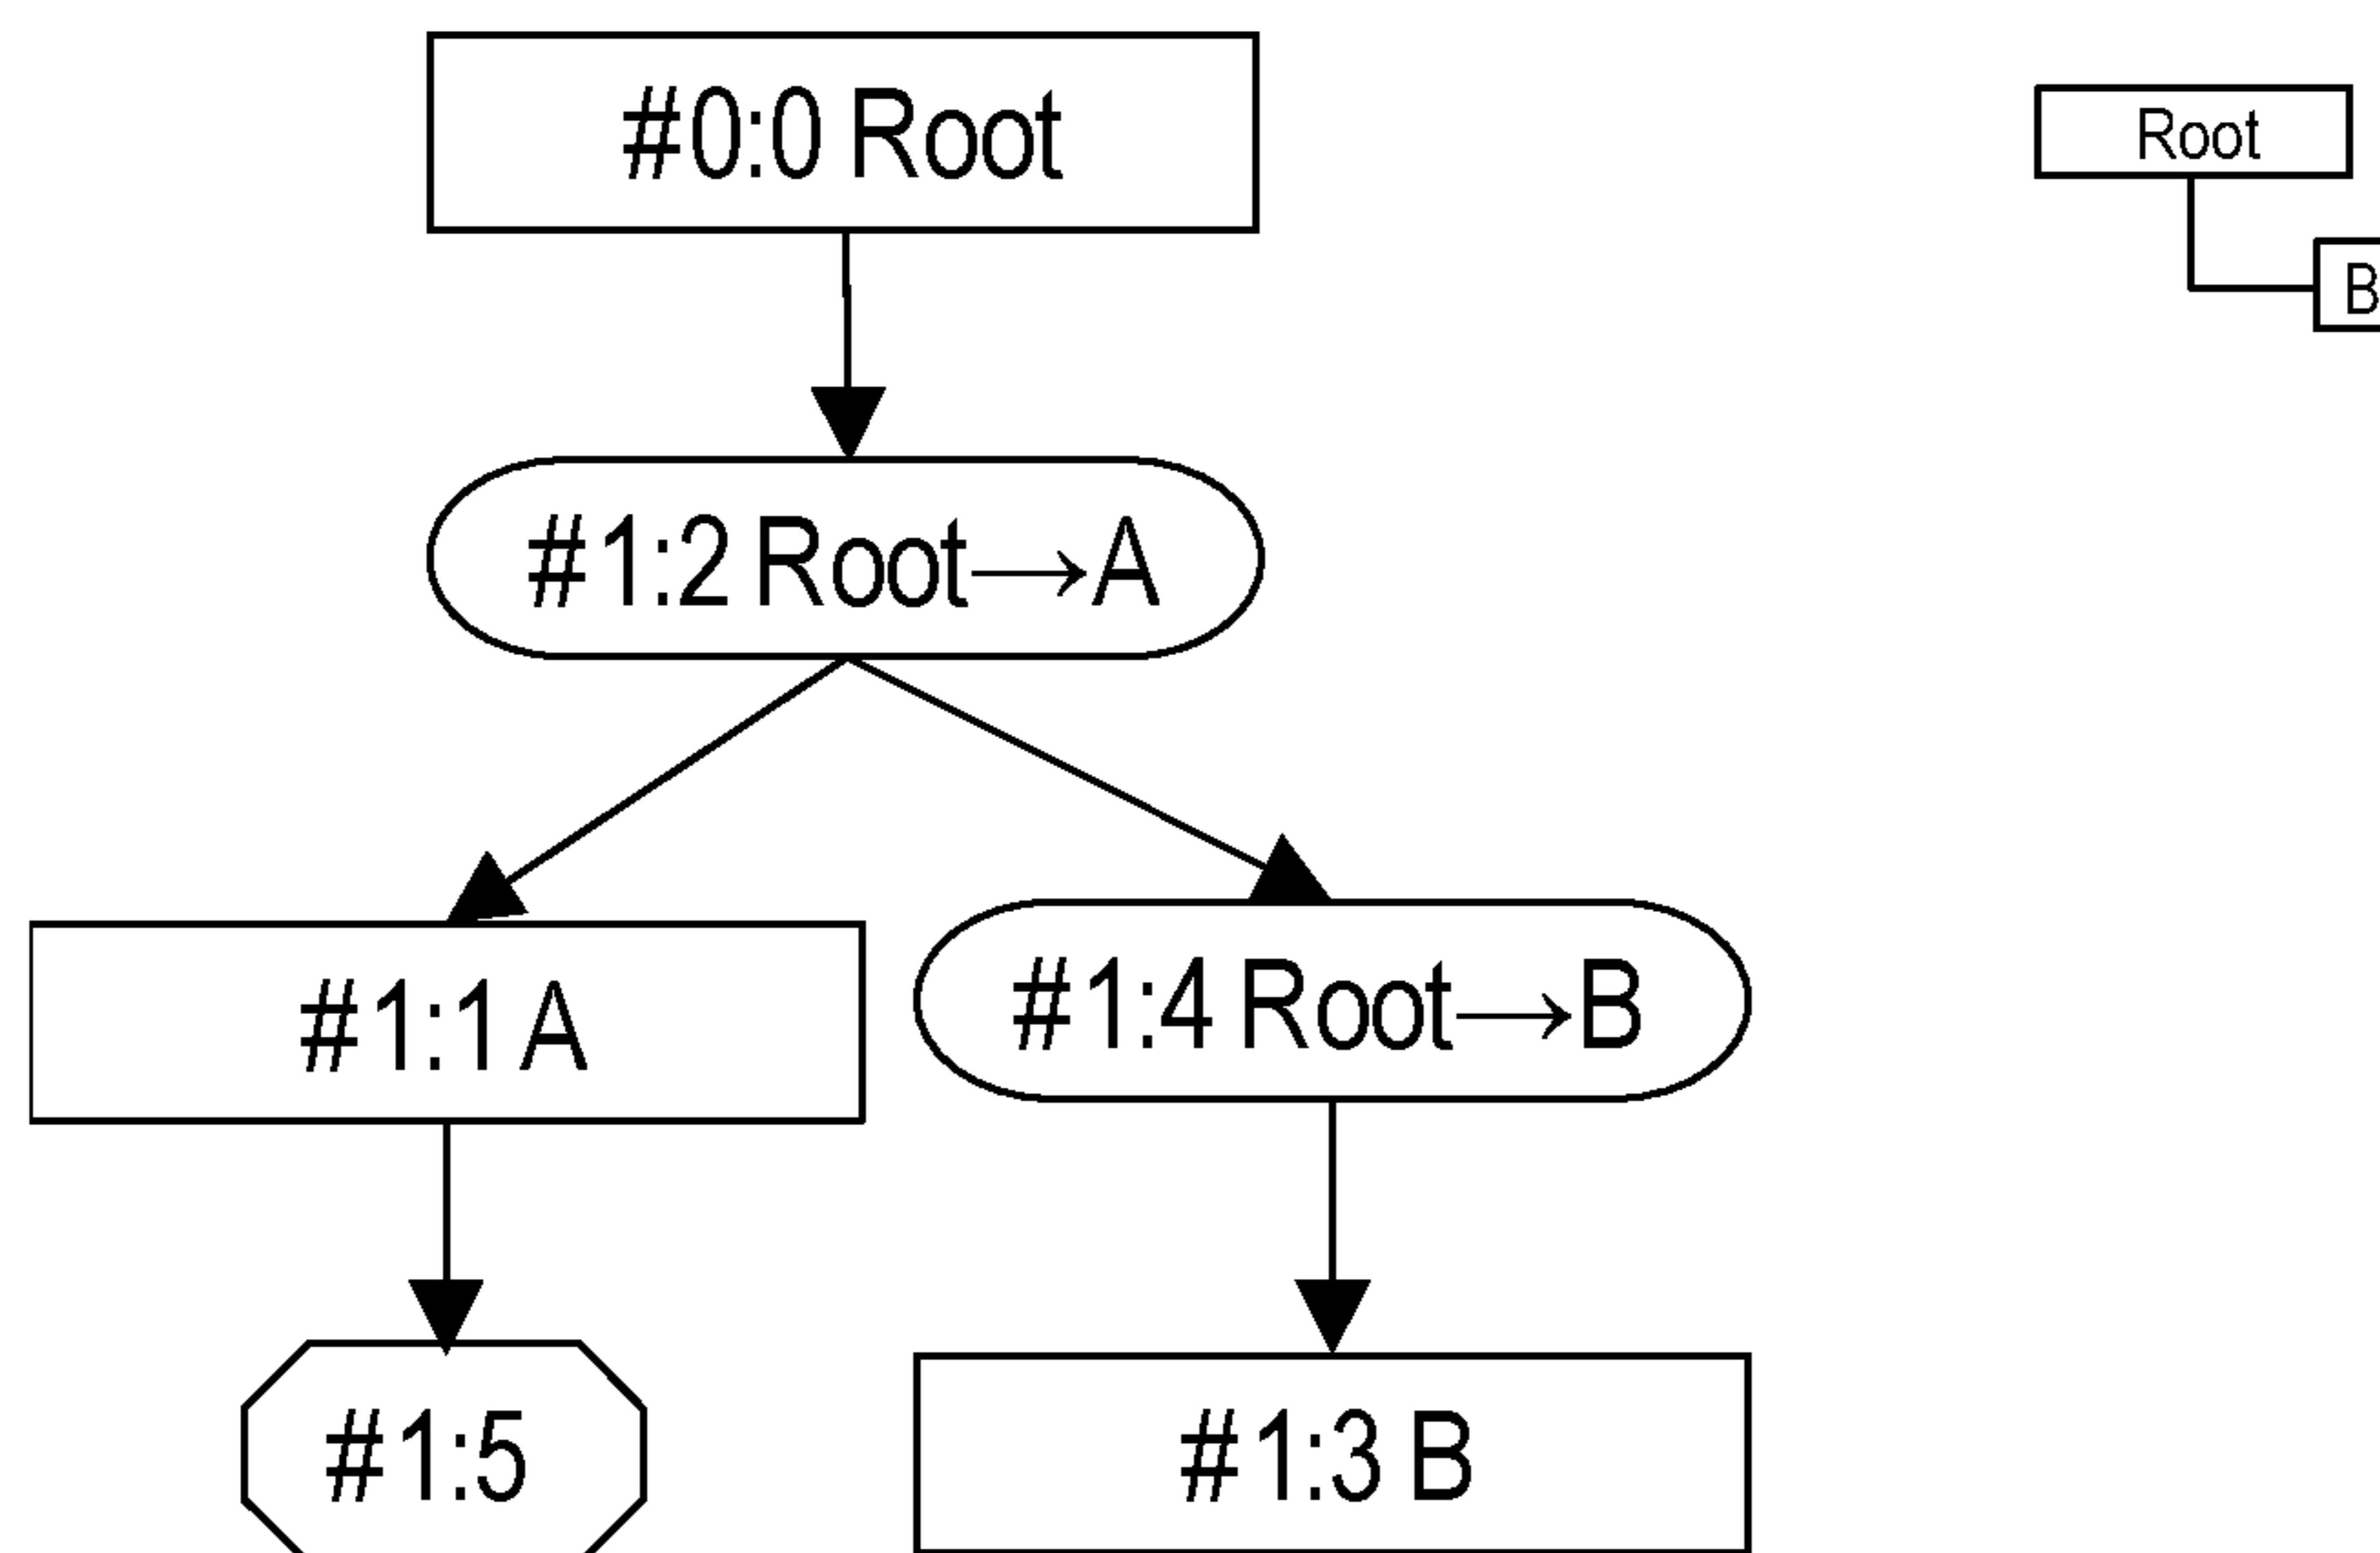 #0:0 Root
Root
B
#1:2 Root→A
#1:1 A
#1:4 Root→B
#1:5
#1:3 B